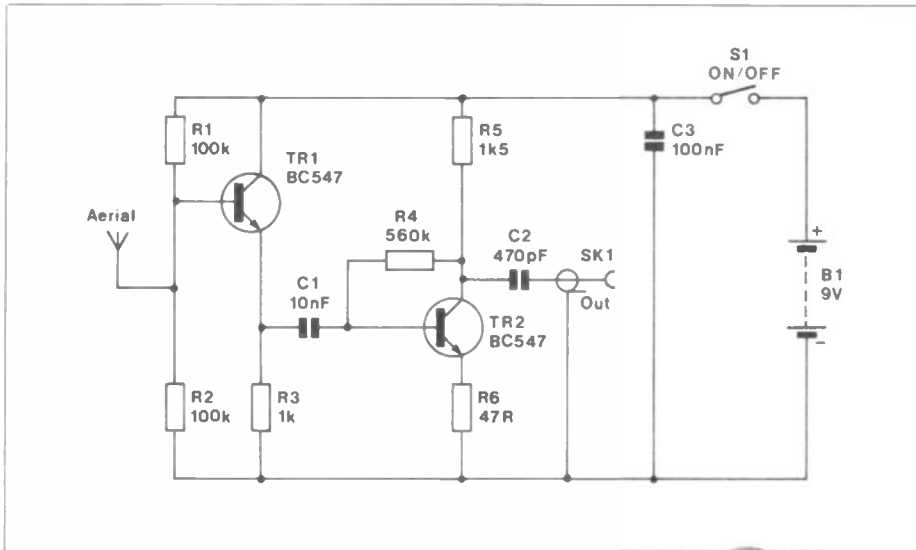 S1
ON/OFF
R1
100k
TR1
BC547
R5
1k5
C3
100nF
Aerial
R4
560k
C2
470pF
SK1
Out
C1
10nF
TR2
BC547
+
B1
9V
-
R2
100k
R3
1k
R6
47R